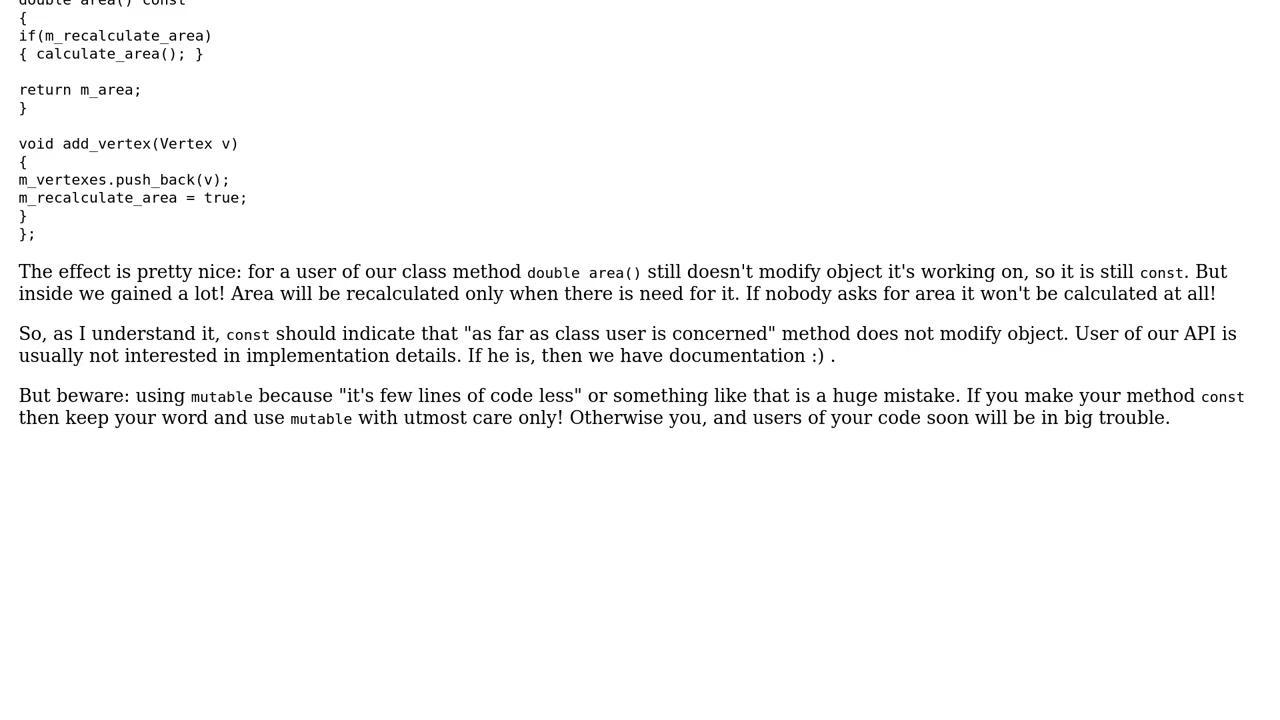 double area() const
{
if(m_recalculate_area)
{ calculate_area(); }
return m_area;
}
void add_vertex(Vertex v)
{
m_vertexes.push_back(v);
m_recalculate_area = true;
}
};
The effect is pretty nice: for a user of our class method double area() still doesn't modify object it's working on, so it is still const. But
inside we gained a lot! Area will be recalculated only when there is need for it. If nobody asks for area it won't be calculated at all!
So, as I understand it, const should indicate that "as far as class user is concerned" method does not modify object. User of our API is
usually not interested in implementation details. If he is, then we have documentation :) .
But beware: using mutable because "it's few lines of code less" or something like that is a huge mistake. If you make your method const
then keep your word and use mutable with utmost care only! Otherwise you, and users of your code soon will be in big trouble.